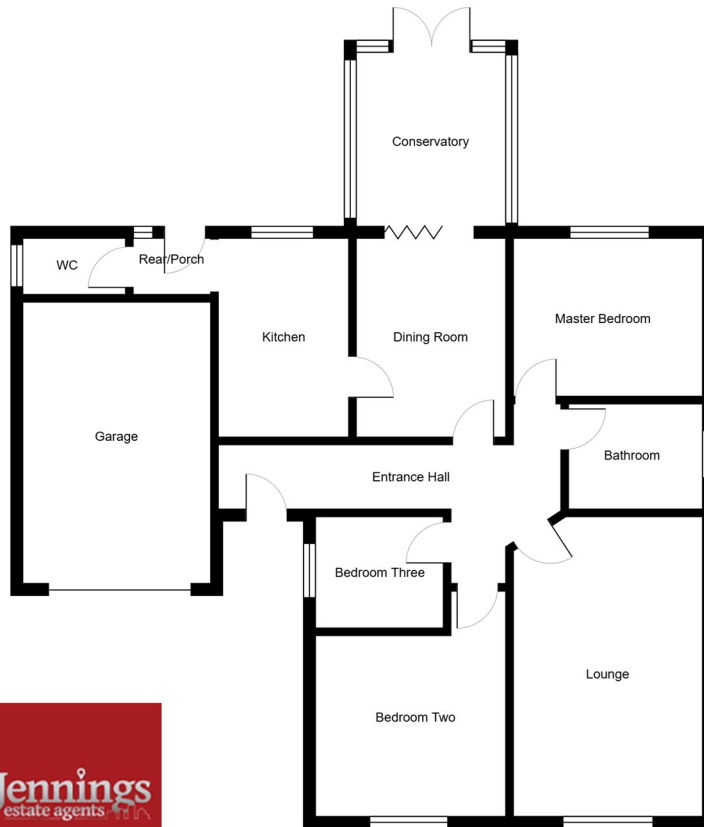 Conservatory
WC
Rear/Porch
Kitchen
Dining Room
Master Bedroom
Garage
Bathroom
Entrance Hall
Bedroom Three
Lounge
Bedroom Two
Jennings
estate agents